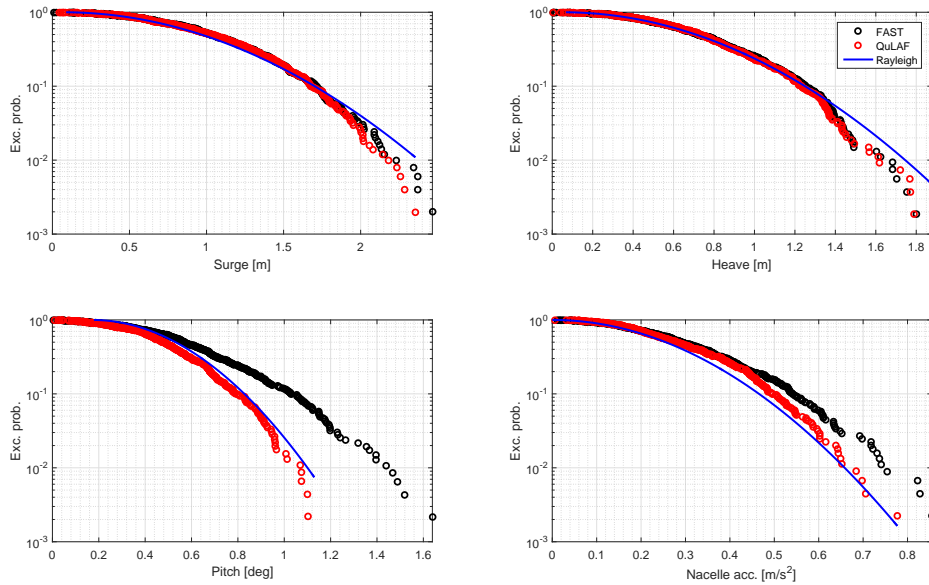 10^0
10^-1
10^-2
10^-3
Exc. prob.
0 0.5 1 1.5 2
Surge [m]
10^0
10^-1
10^-2
10^-3
Exc. prob.
0 0.2 0.4 0.6 0.8 1 1.2 1.4 1.6 1.8
Heave [m]
FAST
QuLAF
Rayleigh
10^0
10^-1
10^-2
10^-3
Exc. prob.
0 0.2 0.4 0.6 0.8 1 1.2 1.4 1.6
Pitch [deg]
10^0
10^-1
10^-2
10^-3
Exc. prob.
0 0.1 0.2 0.3 0.4 0.5 0.6 0.7 0.8
Nacelle acc. [m/s^2]